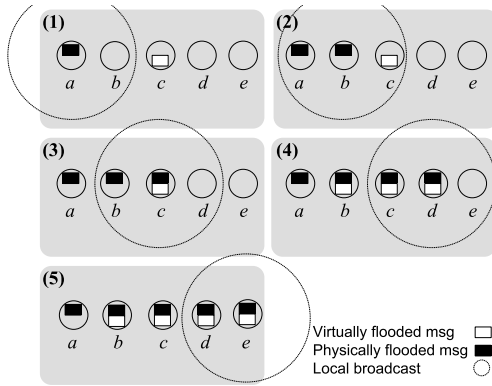 (1)
a b c d e
(2)
a b c d e
(3)
a b c d e
(4)
a b c d e
(5)
a b c d e
Virtually flooded msg
Physically flooded msg
Local broadcast